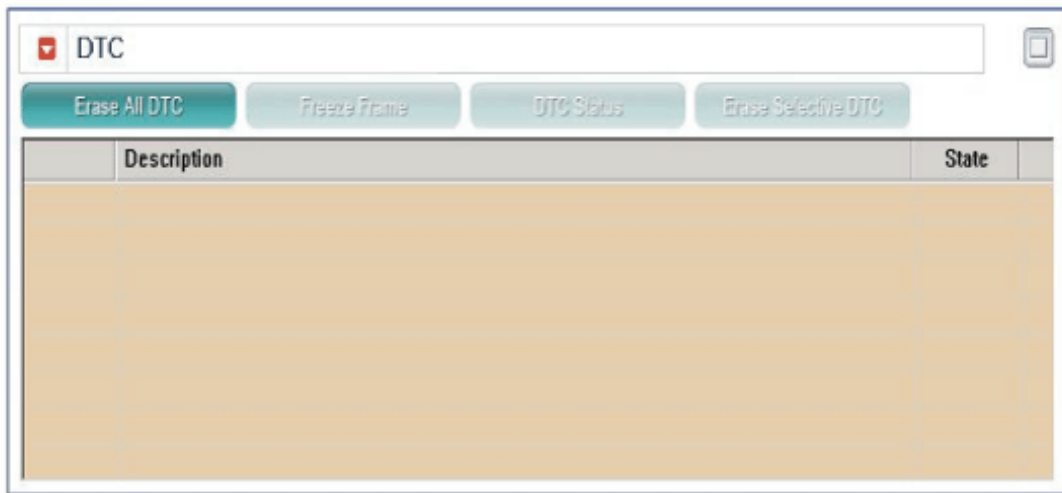 DTC
Erase All DTC Freeze Frame DTC Status Erase Selective DTC
Description State